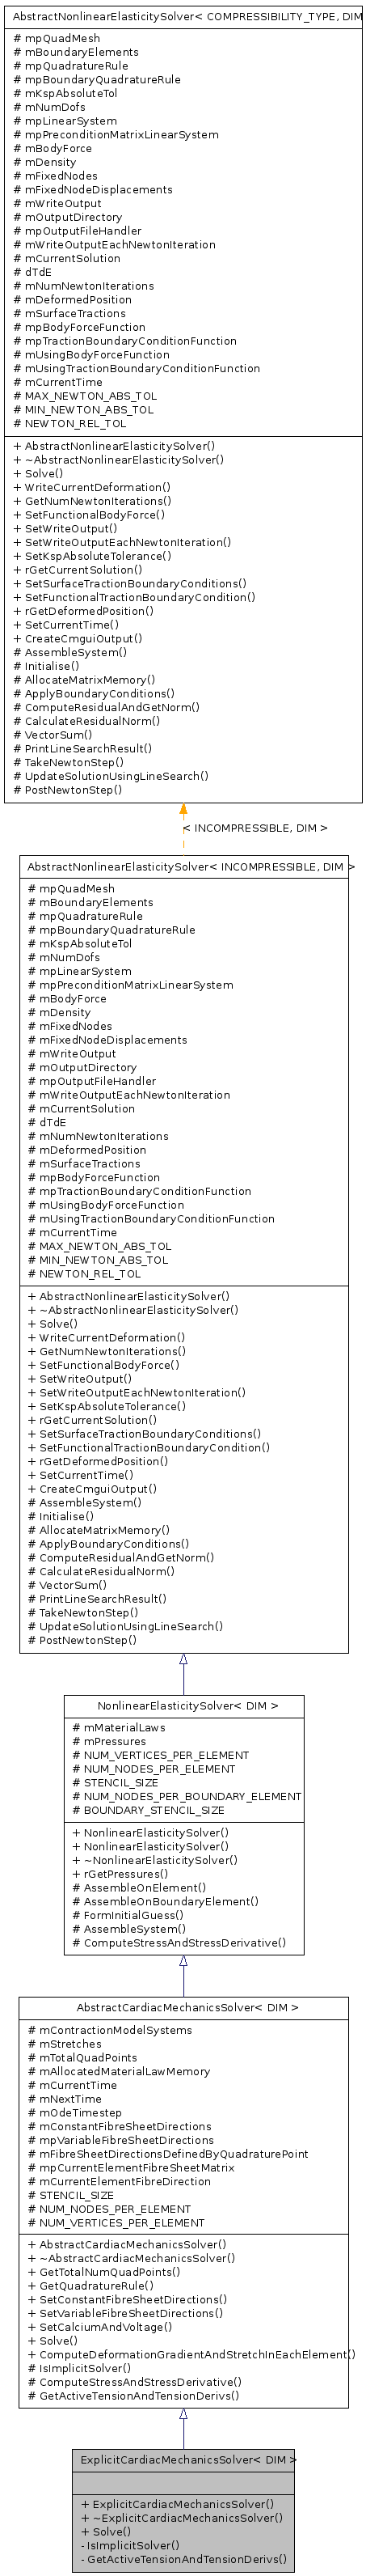 AbstractNonlinearElasticitySolver< COMPRESSIBILITY_TYPE, DIM
# mpQuadMesh
# mBoundaryElements
# mpQuadratureRule
# mpBoundaryQuadratureRule
# mKspAbsoluteTol
# mNumDofs
# mpLinearSystem
# mpPreconditionMatrixLinearSystem
# mBodyForce
# mDensity
# mFixedNodes
# mFixedNodeDisplacements
# mWriteOutput
# mOutputDirectory
# mpOutputFileHandler
# mWriteOutputEachNewtonIteration
# mCurrentSolution
# dTdE
# mNumNewtonIterations
# mDeformedPosition
# mSurfaceTractions
# mpBodyForceFunction
# mpTractionBoundaryConditionFunction
# mUsingBodyForceFunction
# mUsingTractionBoundaryConditionFunction
# mCurrentTime
# MAX_NEWTON_ABS_TOL
# MIN_NEWTON_ABS_TOL
# NEWTON_REL_TOL
+ AbstractNonlinearElasticitySolver()
+ ~AbstractNonlinearElasticitySolver()
+ Solve()
+ WriteCurrentDeformation()
+ GetNumNewtonIterations()
+ SetFunctionalBodyForce()
+ SetWriteOutput()
+ SetWriteOutputEachNewtonIteration()
+ SetKspAbsoluteTolerance()
+ rGetCurrentSolution()
+ SetSurfaceTractionBoundaryConditions()
+ SetFunctionalTractionBoundaryCondition()
+ rGetDeformedPosition()
+ SetCurrentTime()
+ CreateCmguiOutput()
# AssembleSystem()
# Initialise()
# AllocateMatrixMemory()
# ApplyBoundaryConditions()
# ComputeResidualAndGetNorm()
# CalculateResidualNorm()
# VectorSum()
# PrintLineSearchResult()
# TakeNewtonStep()
# UpdateSolutionUsingLineSearch()
# PostNewtonStep()
< INCOMPRESSIBLE, DIM >
AbstractNonlinearElasticitySolver< INCOMPRESSIBLE, DIM >
# mpQuadMesh
# mBoundaryElements
# mpQuadratureRule
# mpBoundaryQuadratureRule
# mKspAbsoluteTol
# mNumDofs
# mpLinearSystem
# mpPreconditionMatrixLinearSystem
# mBodyForce
# mDensity
# mFixedNodes
# mFixedNodeDisplacements
# mWriteOutput
# mOutputDirectory
# mpOutputFileHandler
# mWriteOutputEachNewtonIteration
# mCurrentSolution
# dTdE
# mNumNewtonIterations
# mDeformedPosition
# mSurfaceTractions
# mpBodyForceFunction
# mpTractionBoundaryConditionFunction
# mUsingBodyForceFunction
# mUsingTractionBoundaryConditionFunction
# mCurrentTime
# MAX_NEWTON_ABS_TOL
# MIN_NEWTON_ABS_TOL
# NEWTON_REL_TOL
+ AbstractNonlinearElasticitySolver()
+ ~AbstractNonlinearElasticitySolver()
+ Solve()
+ WriteCurrentDeformation()
+ GetNumNewtonIterations()
+ SetFunctionalBodyForce()
+ SetWriteOutput()
+ SetWriteOutputEachNewtonIteration()
+ SetKspAbsoluteTolerance()
+ rGetCurrentSolution()
+ SetSurfaceTractionBoundaryConditions()
+ SetFunctionalTractionBoundaryCondition()
+ rGetDeformedPosition()
+ SetCurrentTime()
+ CreateCmguiOutput()
# AssembleSystem()
# Initialise()
# AllocateMatrixMemory()
# ApplyBoundaryConditions()
# ComputeResidualAndGetNorm()
# CalculateResidualNorm()
# VectorSum()
# PrintLineSearchResult()
# TakeNewtonStep()
# UpdateSolutionUsingLineSearch()
# PostNewtonStep()
NonlinearElasticitySolver< DIM >
# mMaterialLaws
# mPressures
# NUM_VERTICES_PER_ELEMENT
# NUM_NODES_PER_ELEMENT
# STENCIL_SIZE
# NUM_NODES_PER_BOUNDARY_ELEMENT
# BOUNDARY_STENCIL_SIZE
+ NonlinearElasticitySolver()
+ NonlinearElasticitySolver()
+ ~NonlinearElasticitySolver()
+ rGetPressures()
# AssembleOnElement()
# AssembleOnBoundaryElement()
# FormInitialGuess()
# AssembleSystem()
# ComputeStressAndStressDerivative()
AbstractCardiacMechanicsSolver< DIM >
# mContractionModelSystems
# mStretches
# mTotalQuadPoints
# mAllocatedMaterialLawMemory
# mCurrentTime
# mNextTime
# mOdeTimestep
# mConstantFibreSheetDirections
# mpVariableFibreSheetDirections
# mFibreSheetDirectionsDefinedByQuadraturePoint
# mpCurrentElementFibreSheetMatrix
# mCurrentElementFibreDirection
# STENCIL_SIZE
# NUM_NODES_PER_ELEMENT
# NUM_VERTICES_PER_ELEMENT
+ AbstractCardiacMechanicsSolver()
+ ~AbstractCardiacMechanicsSolver()
+ GetTotalNumQuadPoints()
+ GetQuadratureRule()
+ SetConstantFibreSheetDirections()
+ SetVariableFibreSheetDirections()
+ SetCalciumAndVoltage()
+ Solve()
+ ComputeDeformationGradientAndStretchInEachElement()
# IsImplicitSolver()
# ComputeStressAndStressDerivative()
# GetActiveTensionAndTensionDerivs()
ExplicitCardiacMechanicsSolver< DIM >
+ ExplicitCardiacMechanicsSolver()
+ ~ExplicitCardiacMechanicsSolver()
+ Solve()
- IsImplicitSolver()
- GetActiveTensionAndTensionDerivs()